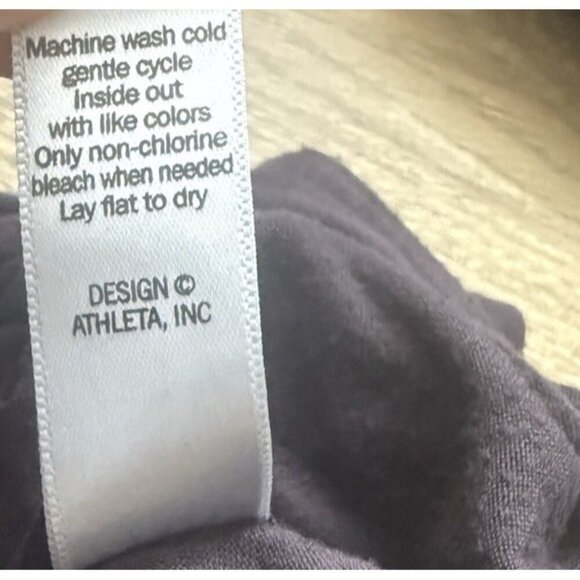 Machine wash cold
gentle cycle
Inside out
with like colors
Only non-chlorine
bleach when needed
Lay flat to dry
DESIGN ©
ATHLETA, INC